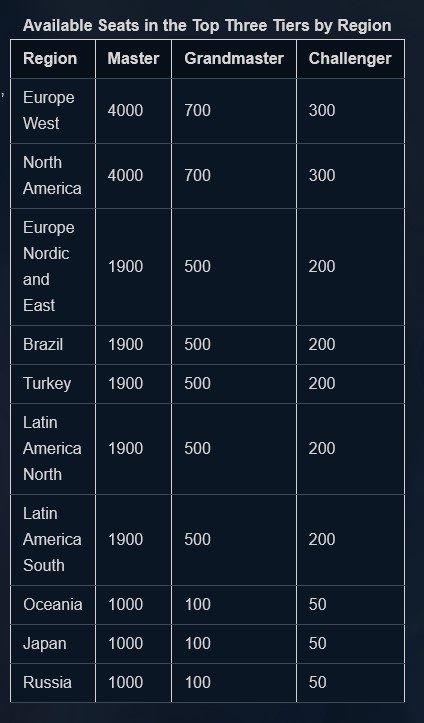 Available Seats in the Top Three Tiers by Region
Region Master Grandmaster Challenger
Europe
West 4000 700 300
North
America 4000 700 300
Europe
Nordic
and 1900 500 200
East
Brazil 1900 500 200
Turkey 1900 500 200
Latin
America 1900 500 200
North
Latin
America 1900 500 200
South
Oceania 1000 100 50
Japan 1000 100 50
Russia 1000 100 50